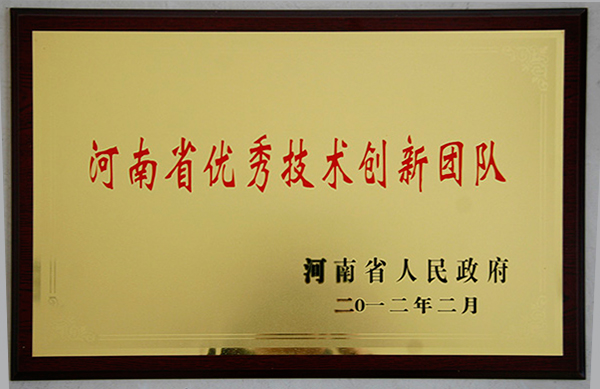 河南省优秀技术创新团队
河南省人民政府
二0一二年二月